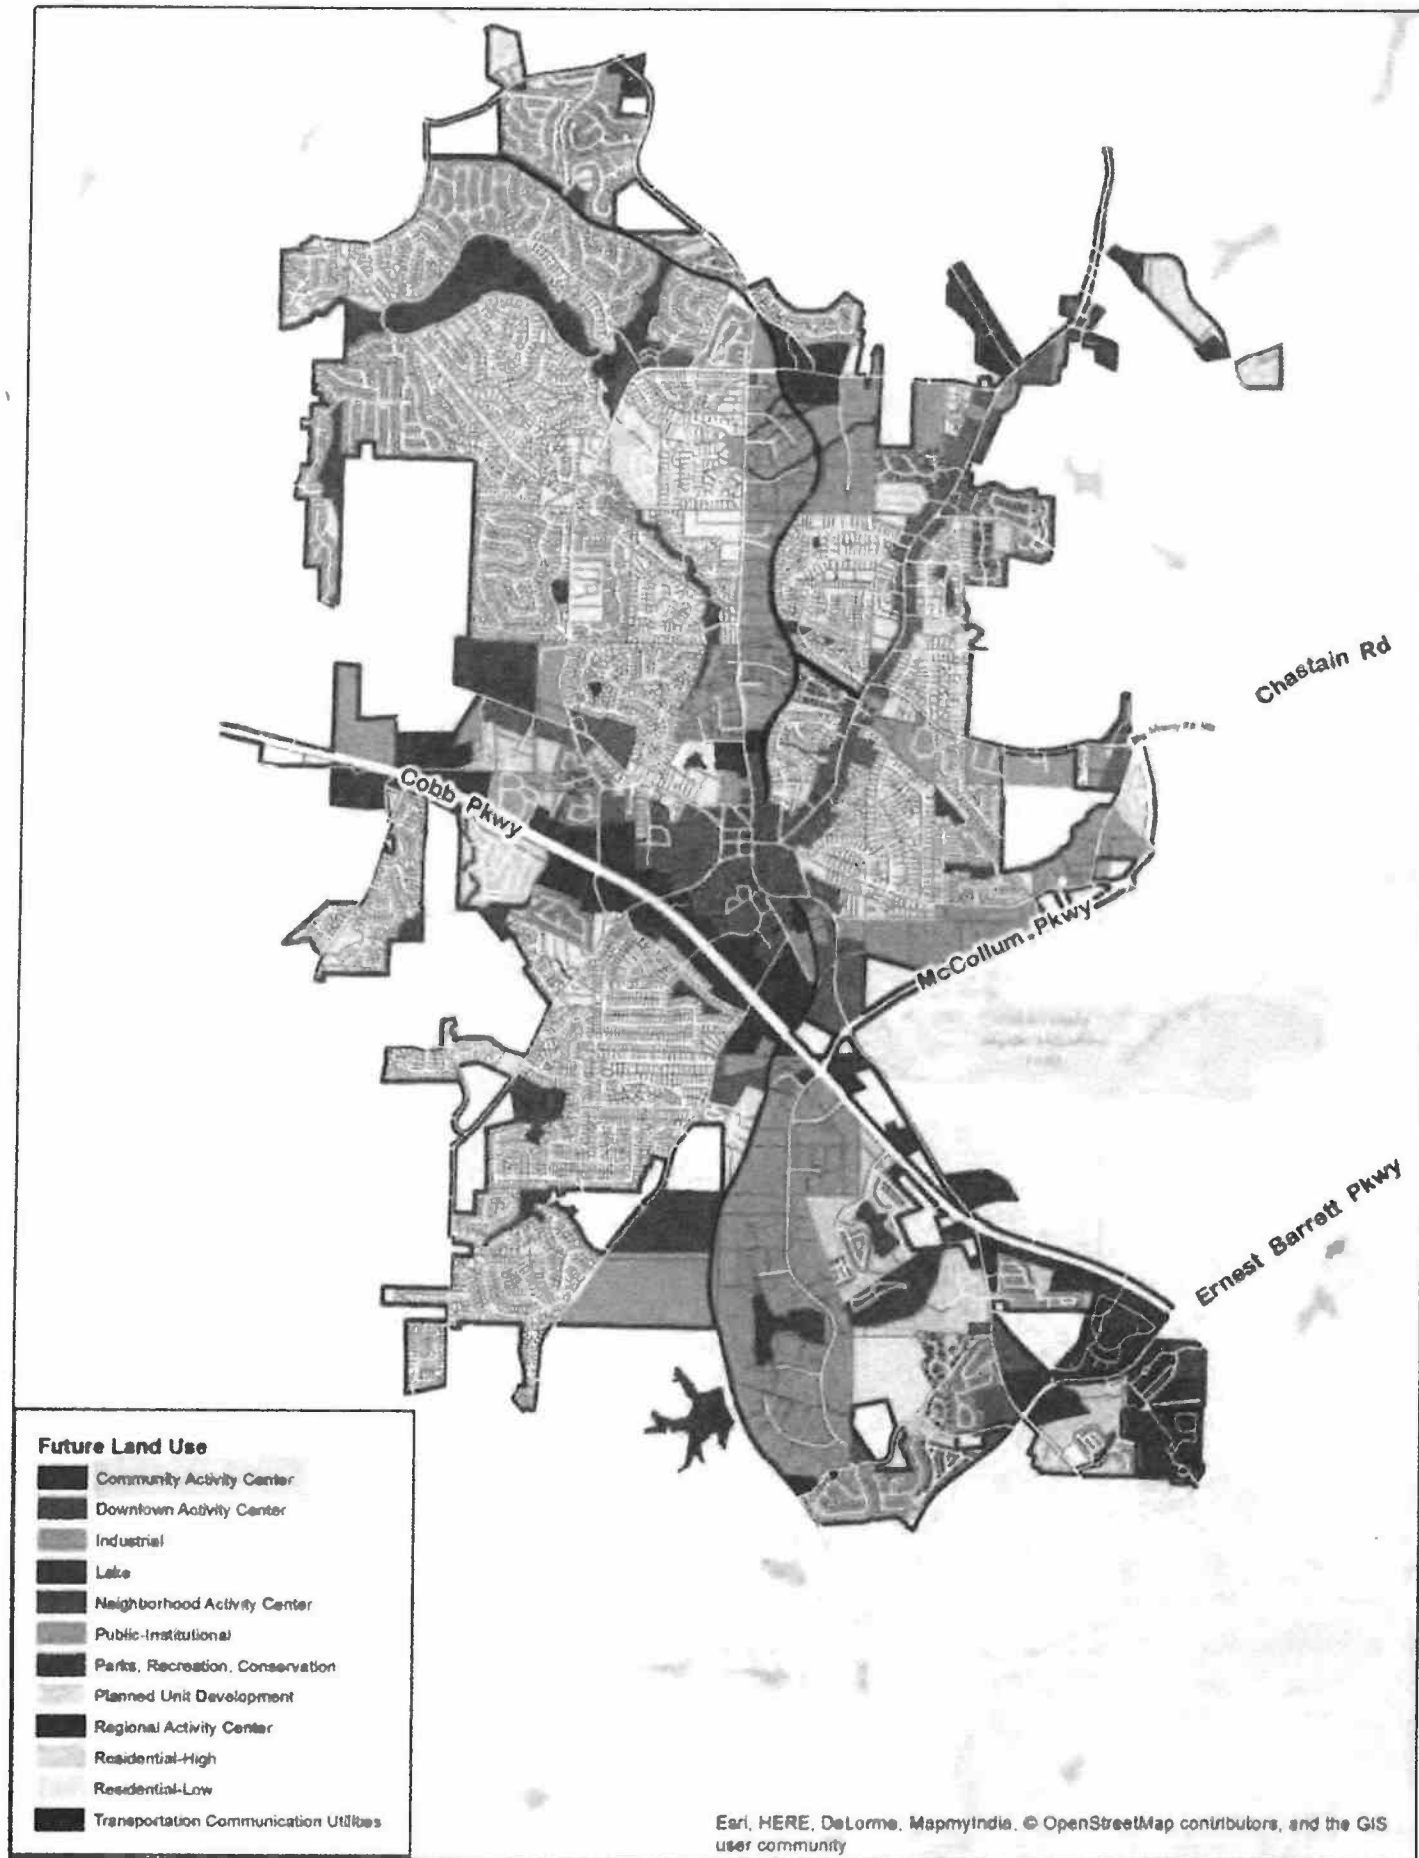 Chastain Rd
Cobb Pkwy
McCollum Pkwy
Ernest Barrett Pkwy
Future Land Use
Community Activity Center
Downtown Activity Center
Industrial
Lake
Neighborhood Activity Center
Public-Institutional
Parks, Recreation, Conservation
Planned Unit Development
Regional Activity Center
Residential-High
Residential-Low
Transportation Communication Utilities
Esri, HERE, DeLorme, MapmyIndia, © OpenStreetMap contributors, and the GIS
user community